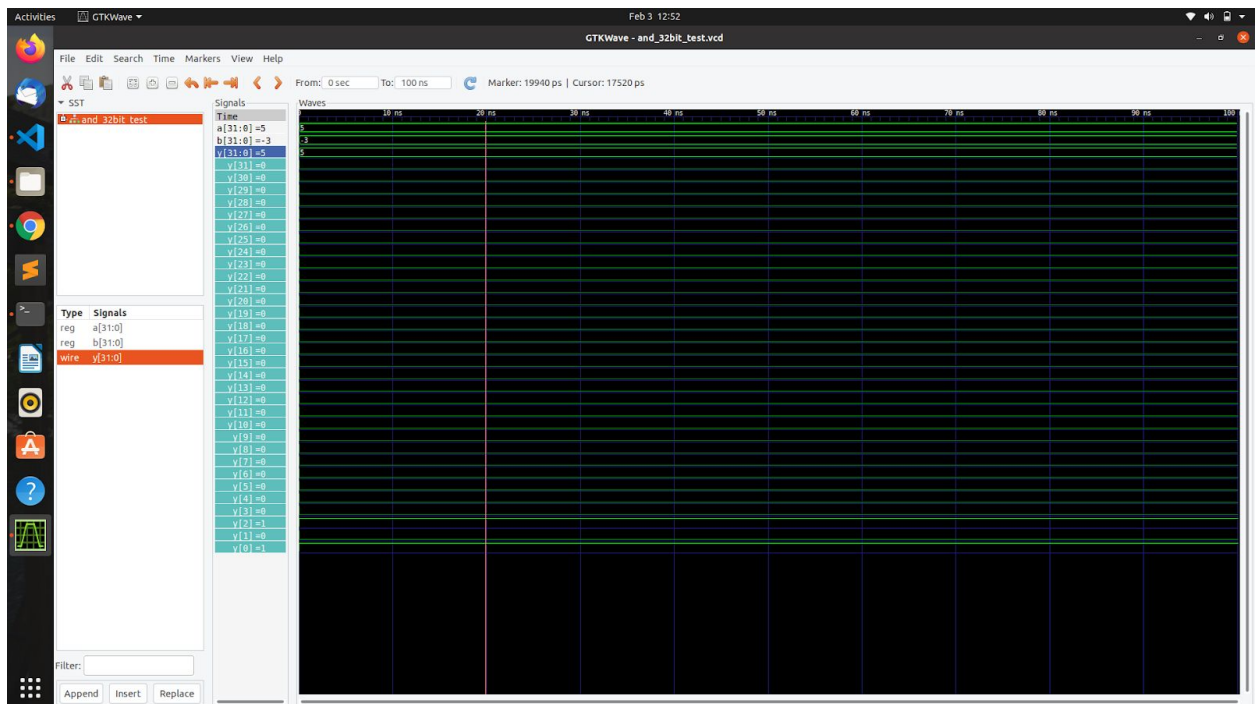 Activities GTKWave Feb 3 12:52
GTKWave - and_32bit_test.vcd
File Edit Search Time Markers View Help
From: 0 sec To: 100 ns Marker: 19940 ps | Cursor: 17520 ps
SST
and_32bit_test
Type Signals
reg a[31:0]
reg b[31:0]
wire y[31:0]
Filter:
Append Insert Replace
Signals
Time
a[31:0] =5
b[31:0] =-3
y[31:0] =5
y[31] =0
y[30] =0
y[29] =0
y[28] =0
y[27] =0
y[26] =0
y[25] =0
y[24] =0
y[23] =0
y[22] =0
y[21] =0
y[20] =0
y[19] =0
y[18] =0
y[17] =0
y[16] =0
y[15] =0
y[14] =0
y[13] =0
y[12] =0
y[11] =0
y[10] =0
y[9] =0
y[8] =0
y[7] =0
y[6] =0
y[5] =0
y[4] =0
y[3] =0
y[2] =1
y[1] =0
y[0] =1
Waves
10 ns 20 ns 30 ns 40 ns 50 ns 60 ns 70 ns 80 ns 90 ns 100
5
-3
5